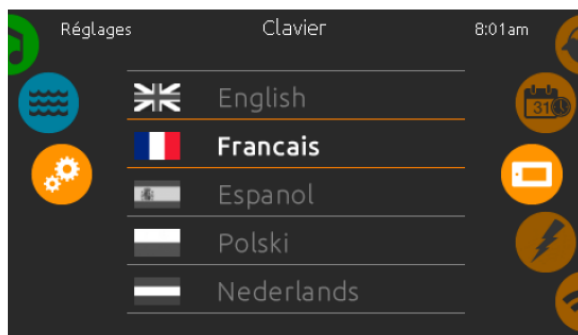 Réglages Clavier 8:01am
English
Francais
Espanol
Polski
Nederlands
31